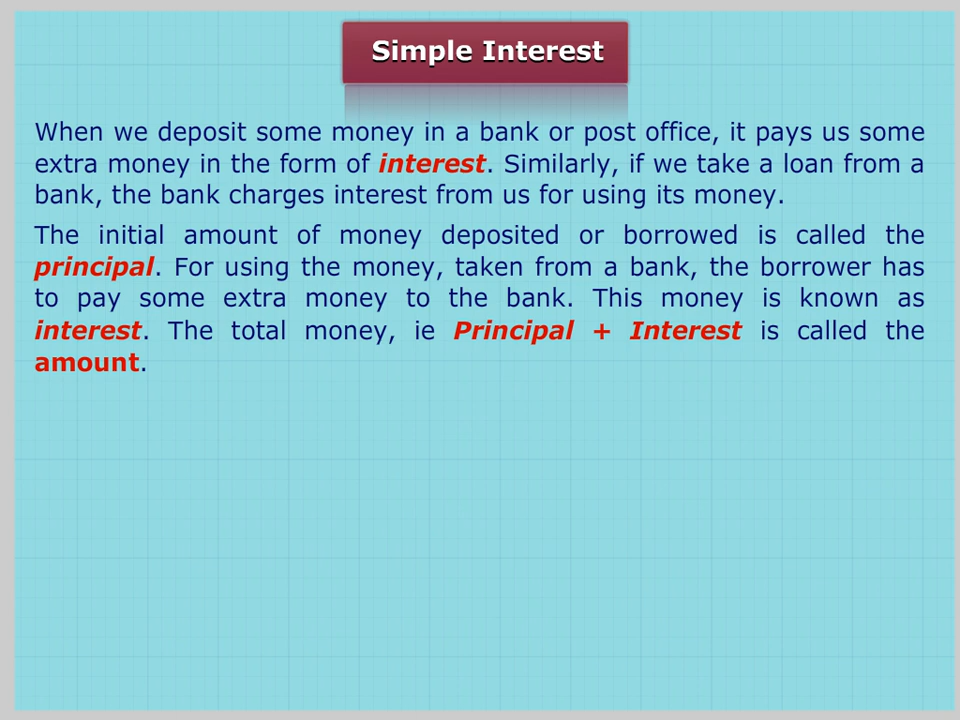 Simple Interest
When we deposit some money in a bank or post office, it pays us some
extra money in the form of interest. Similarly, if we take a loan from a
bank, the bank charges interest from us for using its money.
The initial amount of money deposited or borrowed is called the
principal. For using the money, taken from a bank, the borrower has
to pay some extra money to the bank. This money is known as
interest. The total money, ie Principal + Interest is called the
amount.